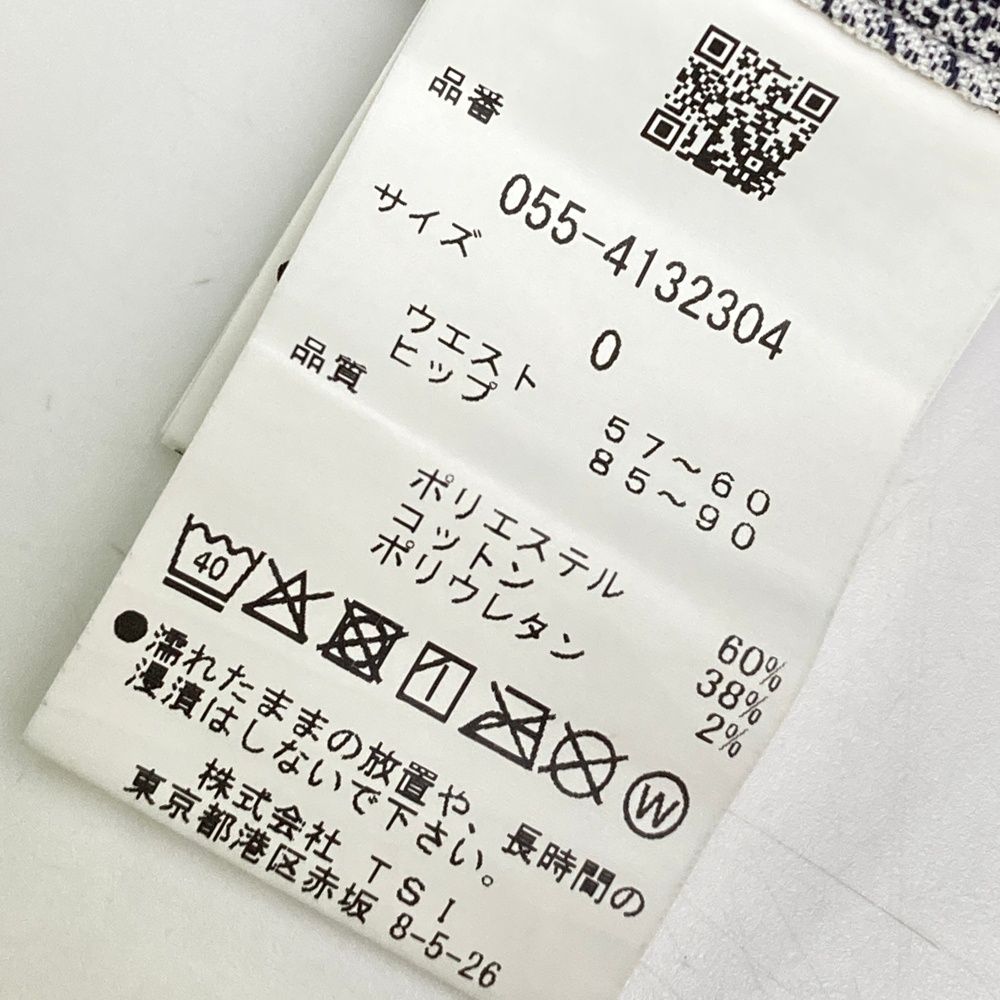 品番
055-4132304
サイズ
0
ウエスト 57~60
ヒップ 85~90
品質
ポリエステル 60%
コットン 38%
ポリウレタン 2%
40
W
●濡れたままの放置や、長時間の
浸漬はしないで下さい。
株式会社 TSI
東京都港区赤坂 8-5-26